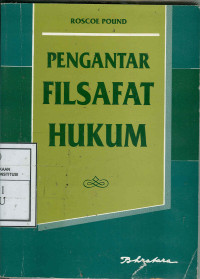 ROSCOE POUND
PENGANTAR
FILSAFAT
HUKUM
Bhratara